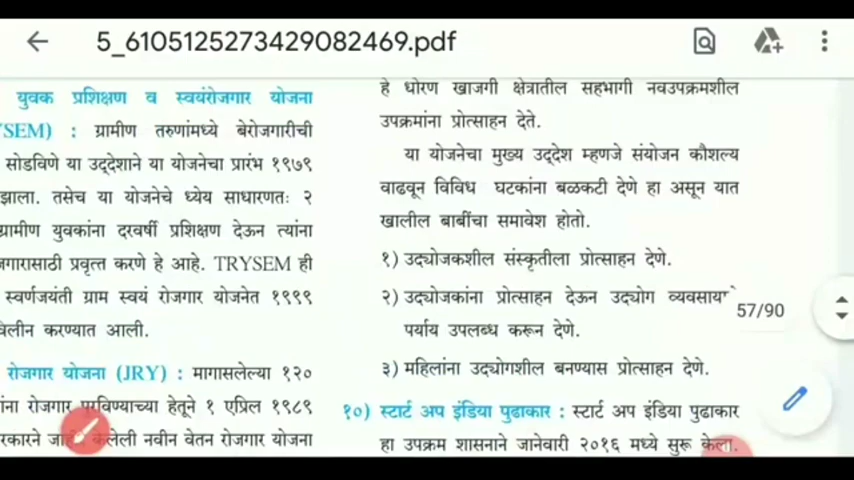 5_6105125273429082469.pdf
युवक प्रशिक्षण व स्वयंरोजगार योजना
YSEM) : ग्रामीण तरुणांमध्ये बेरोजगारीची
सोडविणे या उद्देशाने या योजनेचा प्रारंभ १९७९
झाला. तसेच या योजनेचे ध्येय साधारणतः २
ग्रामीण युवकांना दरवर्षी प्रशिक्षण देऊन त्यांना
जगारासाठी प्रवृत्त करणे हे आहे. TRYSEM ही
स्वर्णजयंती ग्राम स्वयं रोजगार योजनेत १९९९
वेलीन करण्यात आली.
रोजगार योजना (JRY) : मागासलेल्या १२०
ांना रोजगार पुरविण्याच्या हेतूने १ एप्रिल १९८९
रकारने केलेली नवीन वेतन रोजगार योजना
हे धोरण खाजगी क्षेत्रातील सहभागी नवउपक्रमशील
उपक्रमांना प्रोत्साहन देते.
या योजनेचा मुख्य उद्देश म्हणजे संयोजन कौशल्य
वाढवून विविध घटकांना बळकटी देणे हा असून यात
खालील बाबींचा समावेश होतो.
१) उद्योजकशील संस्कृतीला प्रोत्साहन देणे.
२) उद्योजकांना प्रोत्साहन देऊन उद्योग
पर्याय उपलब्ध करून देणे.
३) महिलांना उद्योगशील बनण्यास प्रोत्साहन देणे.
१०) स्टार्ट अप इंडिया पुढाकार : स्टार्ट अप इंडिया पुढाकार
हा उपक्रम शासनाने जानेवारी २०१६ मध्ये सुरू केला.
57/90